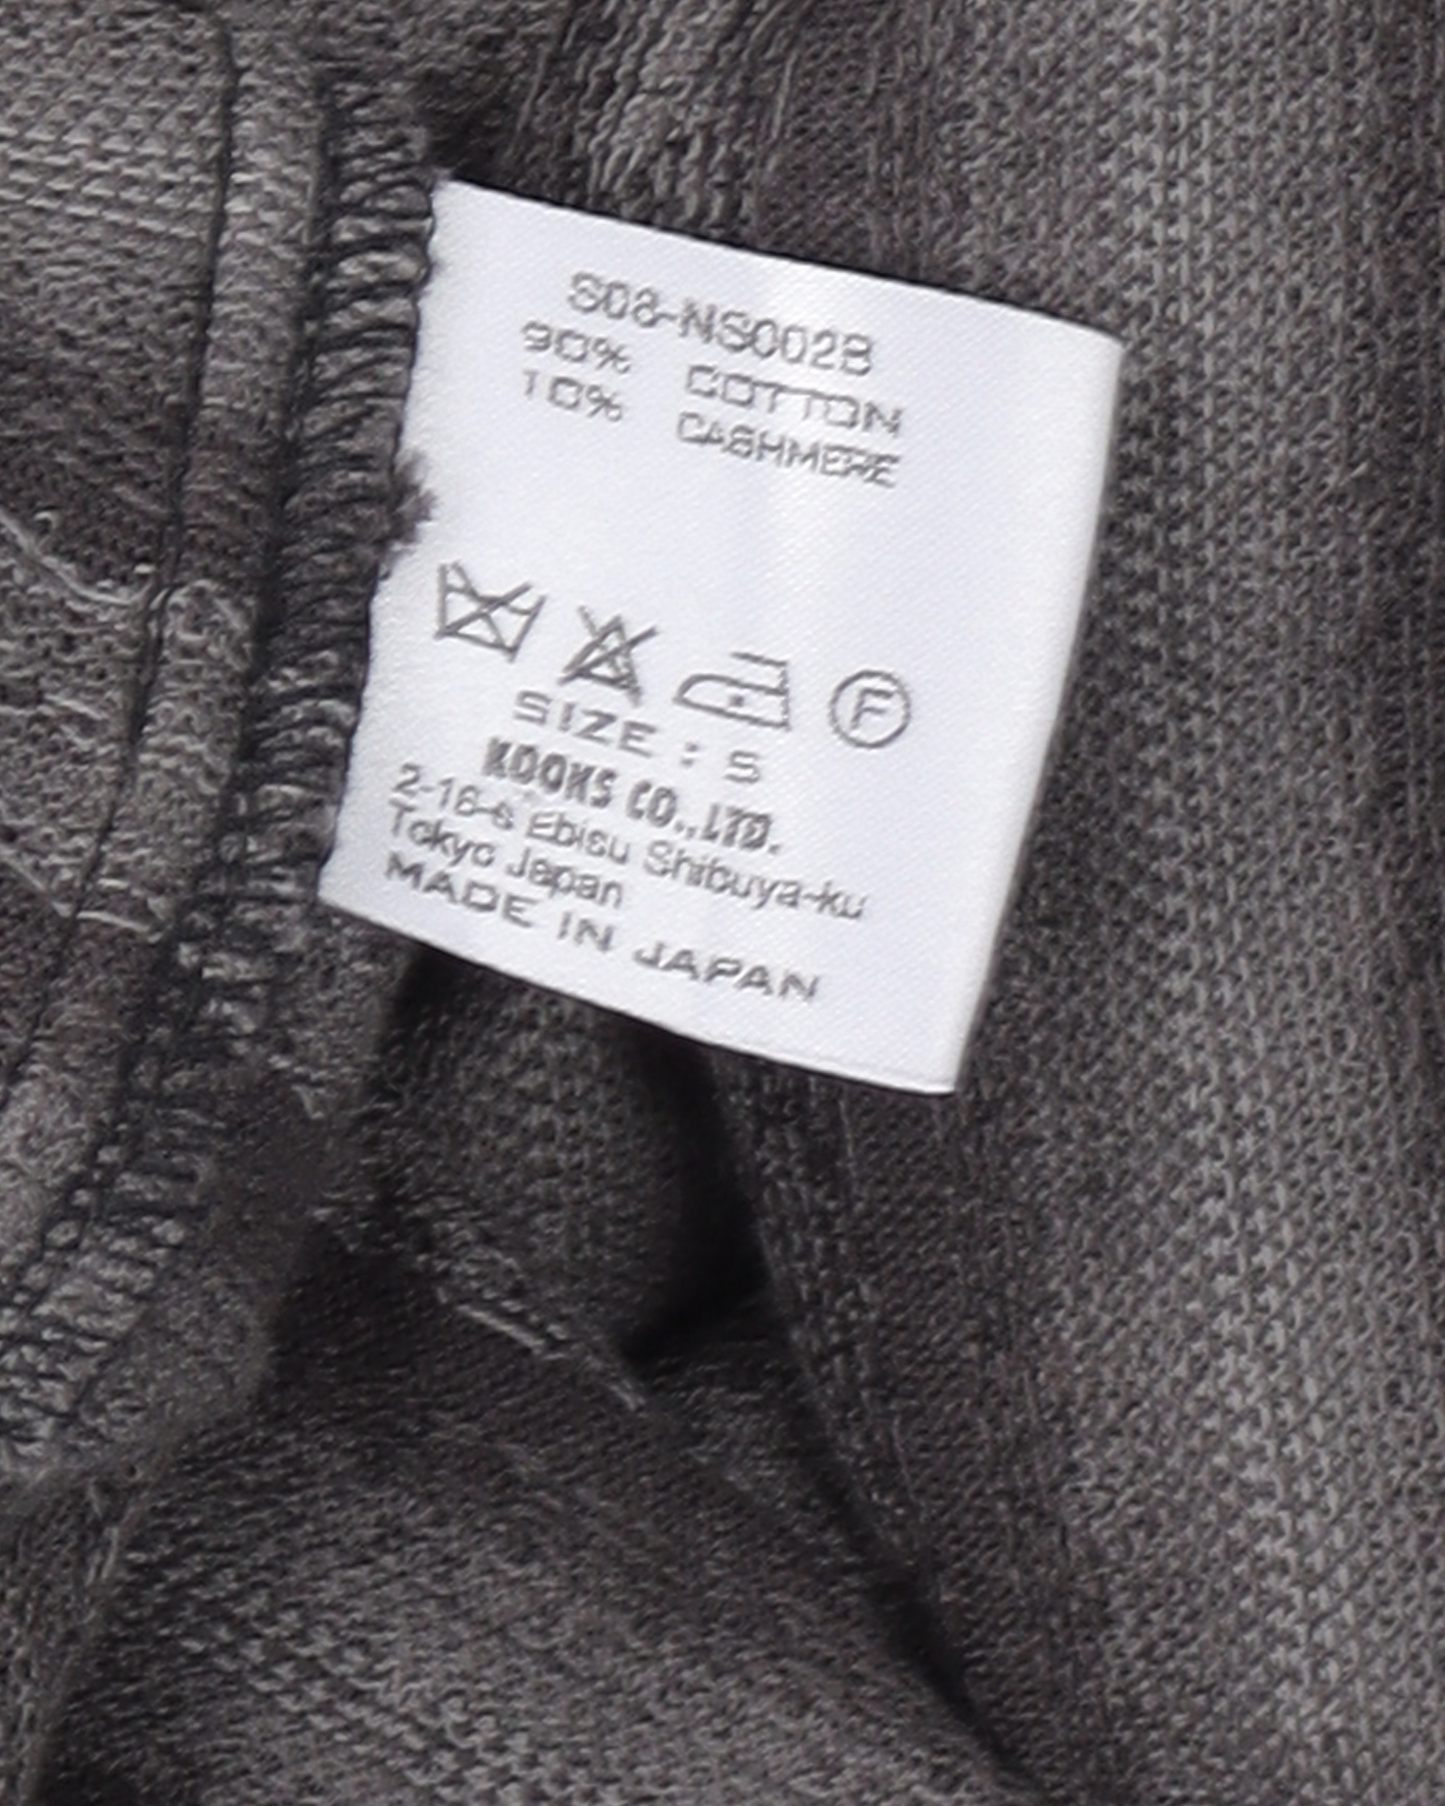 S08-NS002B
90% COTTON
10% CASHMERE
F
SIZE : S
KOOKS CO.,LTD.
2-16-6 Ebisu Shibuya-ku
Tokyo Japan
MADE IN JAPAN